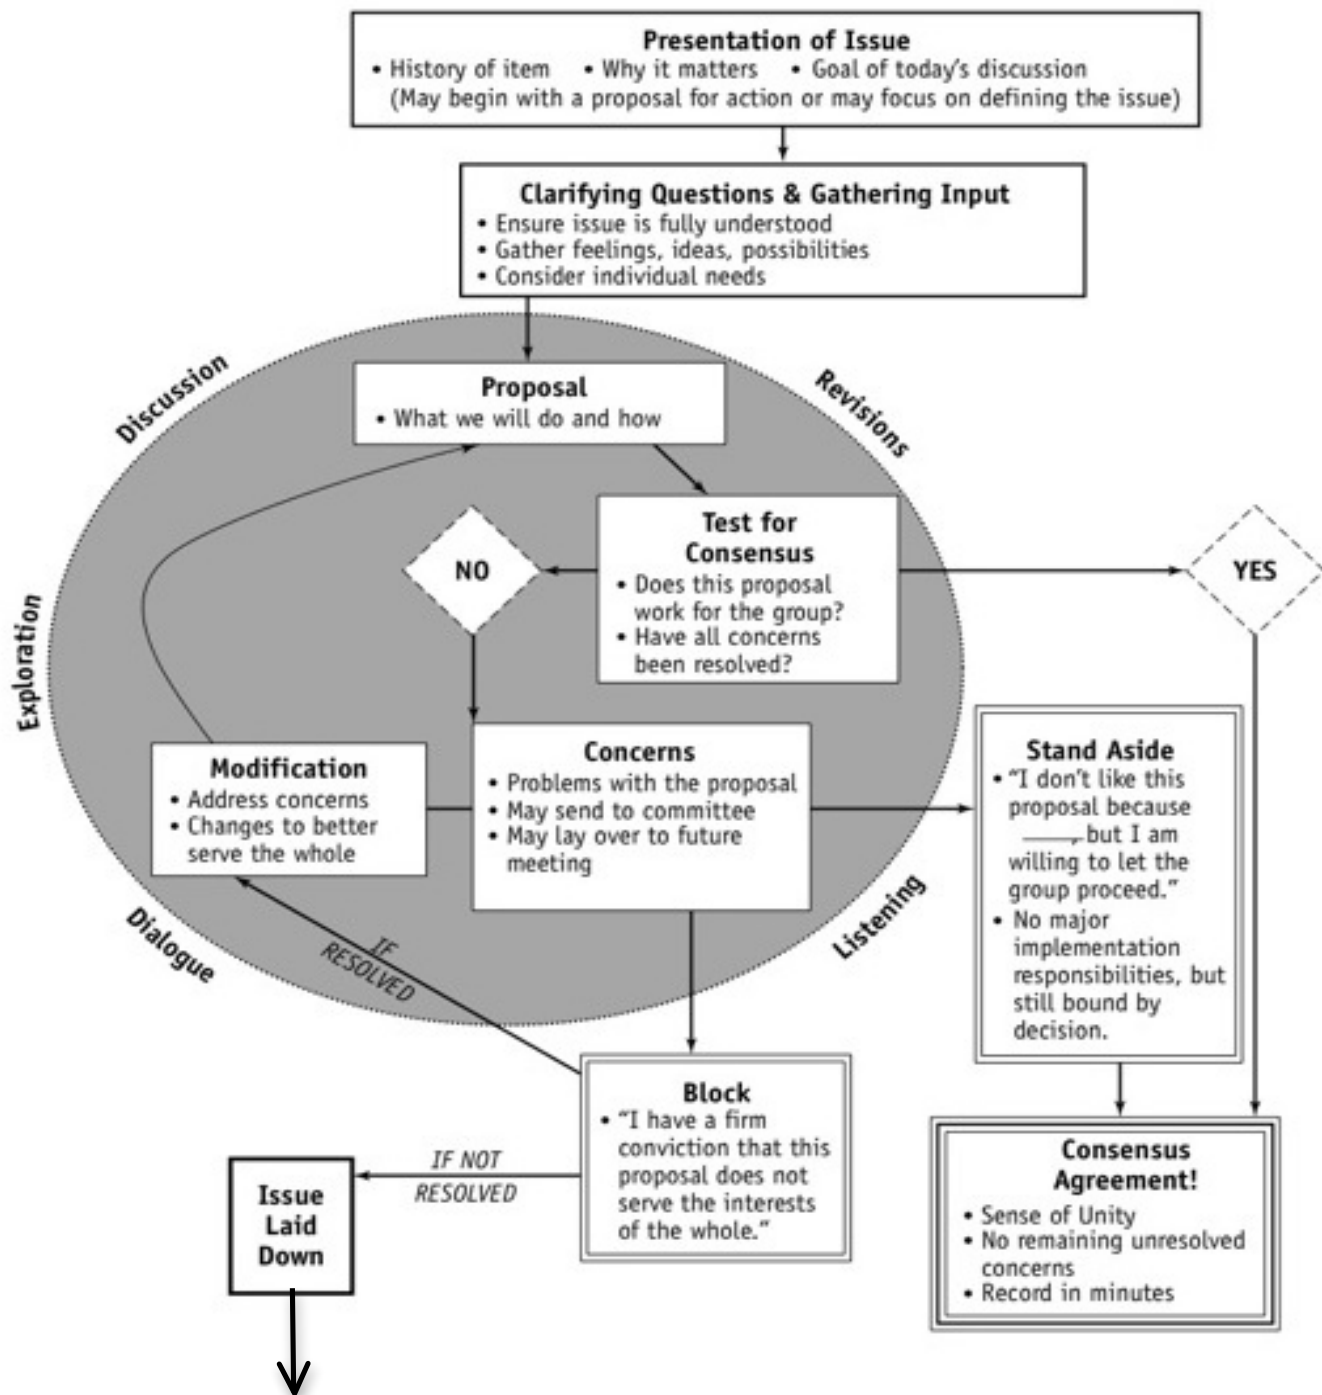 Presentation of Issue
• History of item • Why it matters • Goal of today's discussion
(May begin with a proposal for action or may focus on defining the issue)
Clarifying Questions & Gathering Input
• Ensure issue is fully understood
• Gather feelings, ideas, possibilities
• Consider individual needs
Discussion
Revisions
Proposal
• What we will do and how
Test for
Consensus
• Does this proposal
work for the group?
• Have all concerns
been resolved?
NO
YES
Exploration
Modification
• Address concerns
• Changes to better
serve the whole
Concerns
• Problems with the proposal
• May send to committee
• May lay over to future
meeting
Stand Aside
• “I don't like this
proposal because
____, but I am
willing to let the
group proceed.”
• No major
implementation
responsibilities, but
still bound by
decision.
Dialogue
Listening
IF
RESOLVED
Block
• “I have a firm
conviction that this
proposal does not
serve the interests
of the whole.”
IF NOT
RESOLVED
Issue
Laid
Down
Consensus
Agreement!
• Sense of Unity
• No remaining unresolved
concerns
• Record in minutes